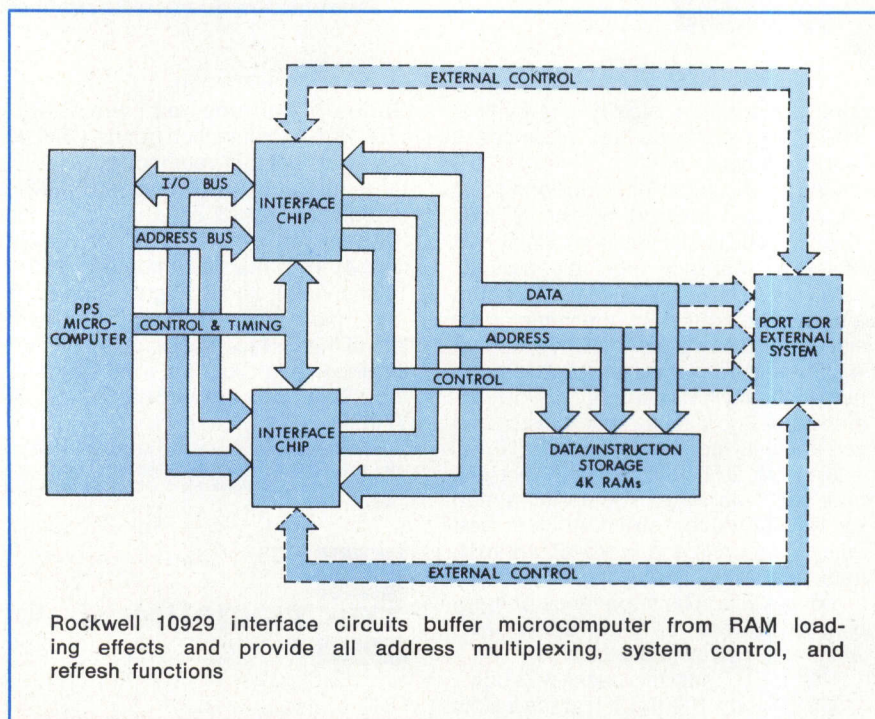 EXTERNAL CONTROL
I/O BUS
INTERFACE
CHIP
ADDRESS BUS
DATA
PPS
MICRO-
COMPUTER
CONTROL & TIMING
ADDRESS
PORT FOR
EXTERNAL
SYSTEM
CONTROL
INTERFACE
CHIP
DATA/INSTRUCTION
STORAGE
4K RAMs
EXTERNAL CONTROL
Rockwell 10929 interface circuits buffer microcomputer from RAM load-
ing effects and provide all address multiplexing, system control, and
refresh functions